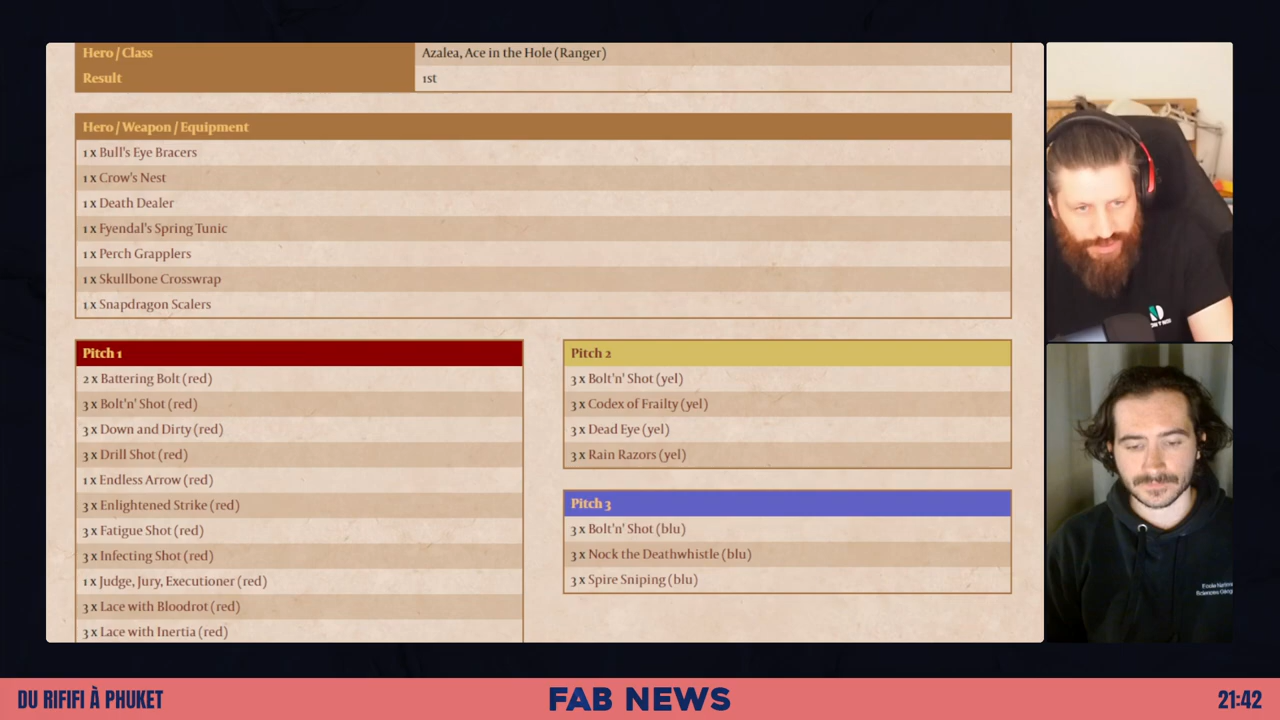 Hero / Class
Azalea, Ace in the Hole (Ranger)
Result
1st
Hero / Weapon / Equipment
1 x Bull's Eye Bracers
1 x Crow's Nest
1 x Death Dealer
1 x Fyendal's Spring Tunic
1 x Perch Grapplers
1 x Skullbone Crosswrap
1 x Snapdragon Scalers
Pitch 1
2 x Battering Bolt (red)
3 x Bolt'n' Shot (red)
3 x Down and Dirty (red)
3 x Drill Shot (red)
1 x Endless Arrow (red)
3 x Enlightened Strike (red)
3 x Fatigue Shot (red)
3 x Infecting Shot (red)
1 x Judge, Jury, Executioner (red)
3 x Lace with Bloodrot (red)
3 x Lace with Inertia (red)
Pitch 2
3 x Bolt'n' Shot (yel)
3 x Codex of Frailty (yel)
3 x Dead Eye (yel)
3 x Rain Razors (yel)
Pitch 3
3 x Bolt'n' Shot (blu)
3 x Nock the Deathwhistle (blu)
3 x Spire Sniping (blu)
DU RIFIFI À PHUKET
FAB NEWS
21:42